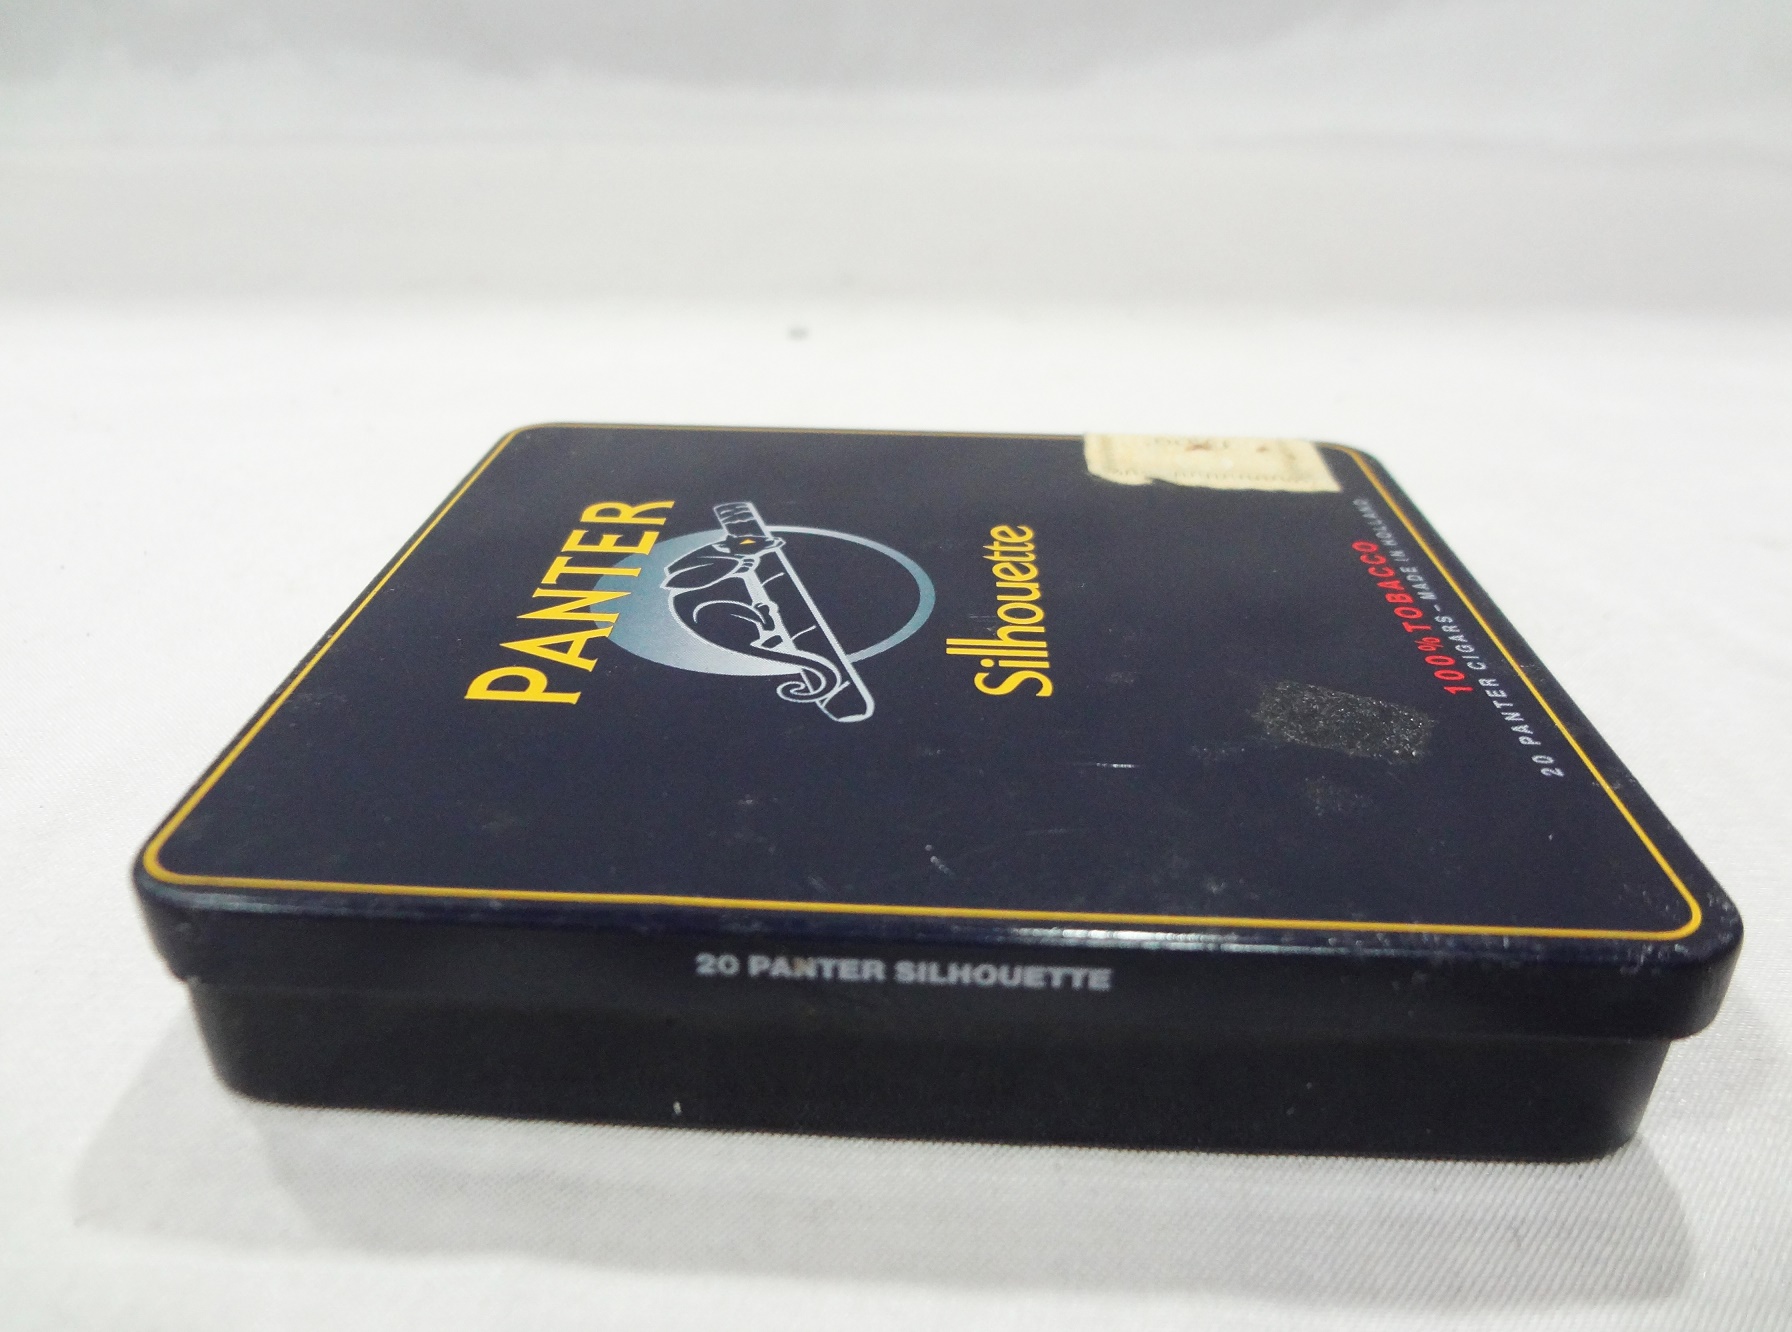 PANTER
Silhouette
100% TOBACCO
20 PANTER CIGARS – MADE IN HOLLAND
20 PANTER SILHOUETTE